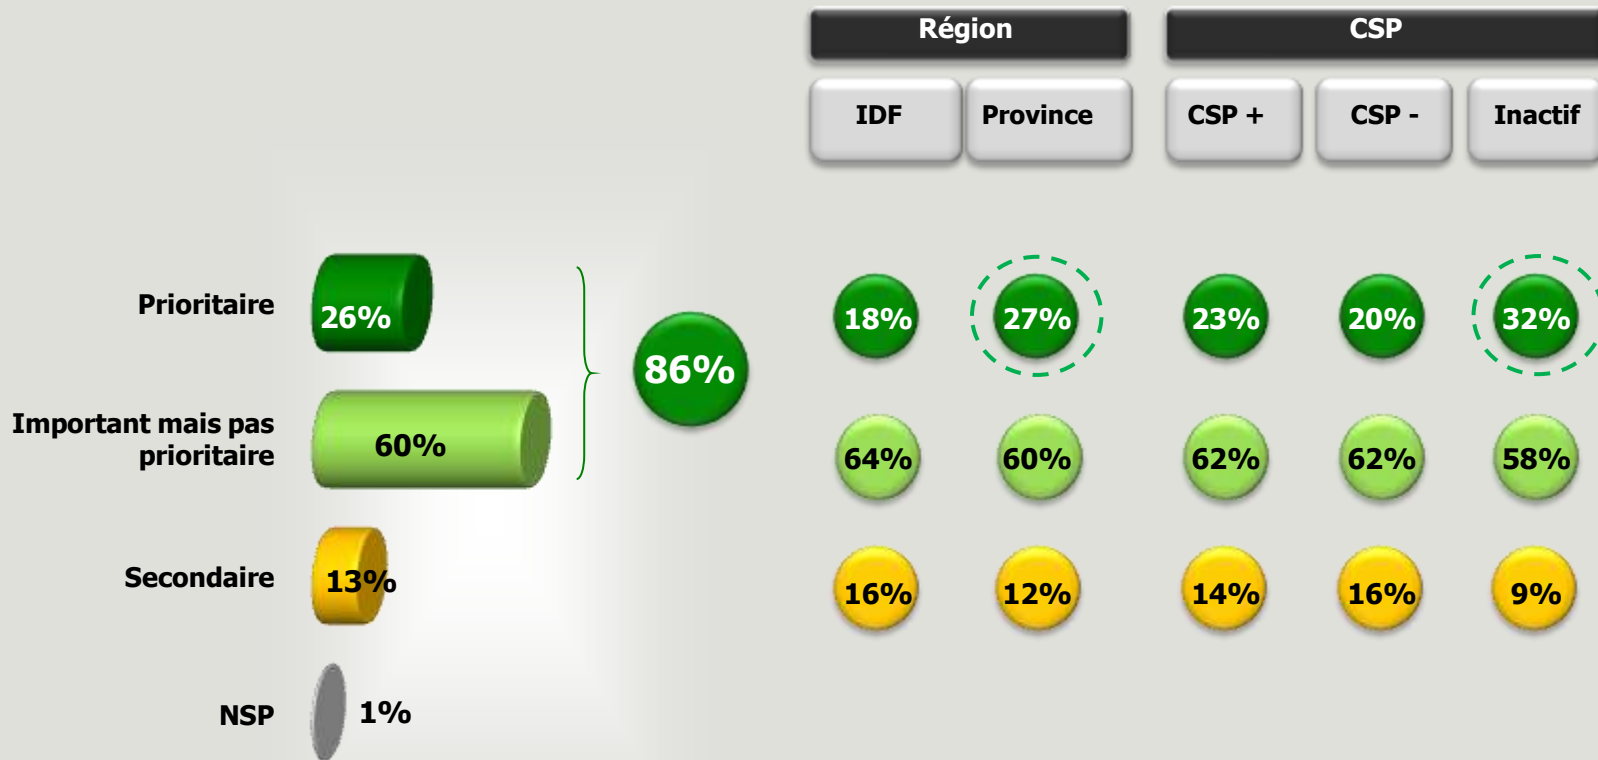 Région CSP
IDF Province CSP + CSP - Inactif
Prioritaire 26% 18% 27% 23% 20% 32%
86%
Important mais pas
prioritaire 60% 64% 60% 62% 62% 58%
Secondaire 13% 16% 12% 14% 16% 9%
NSP 1%